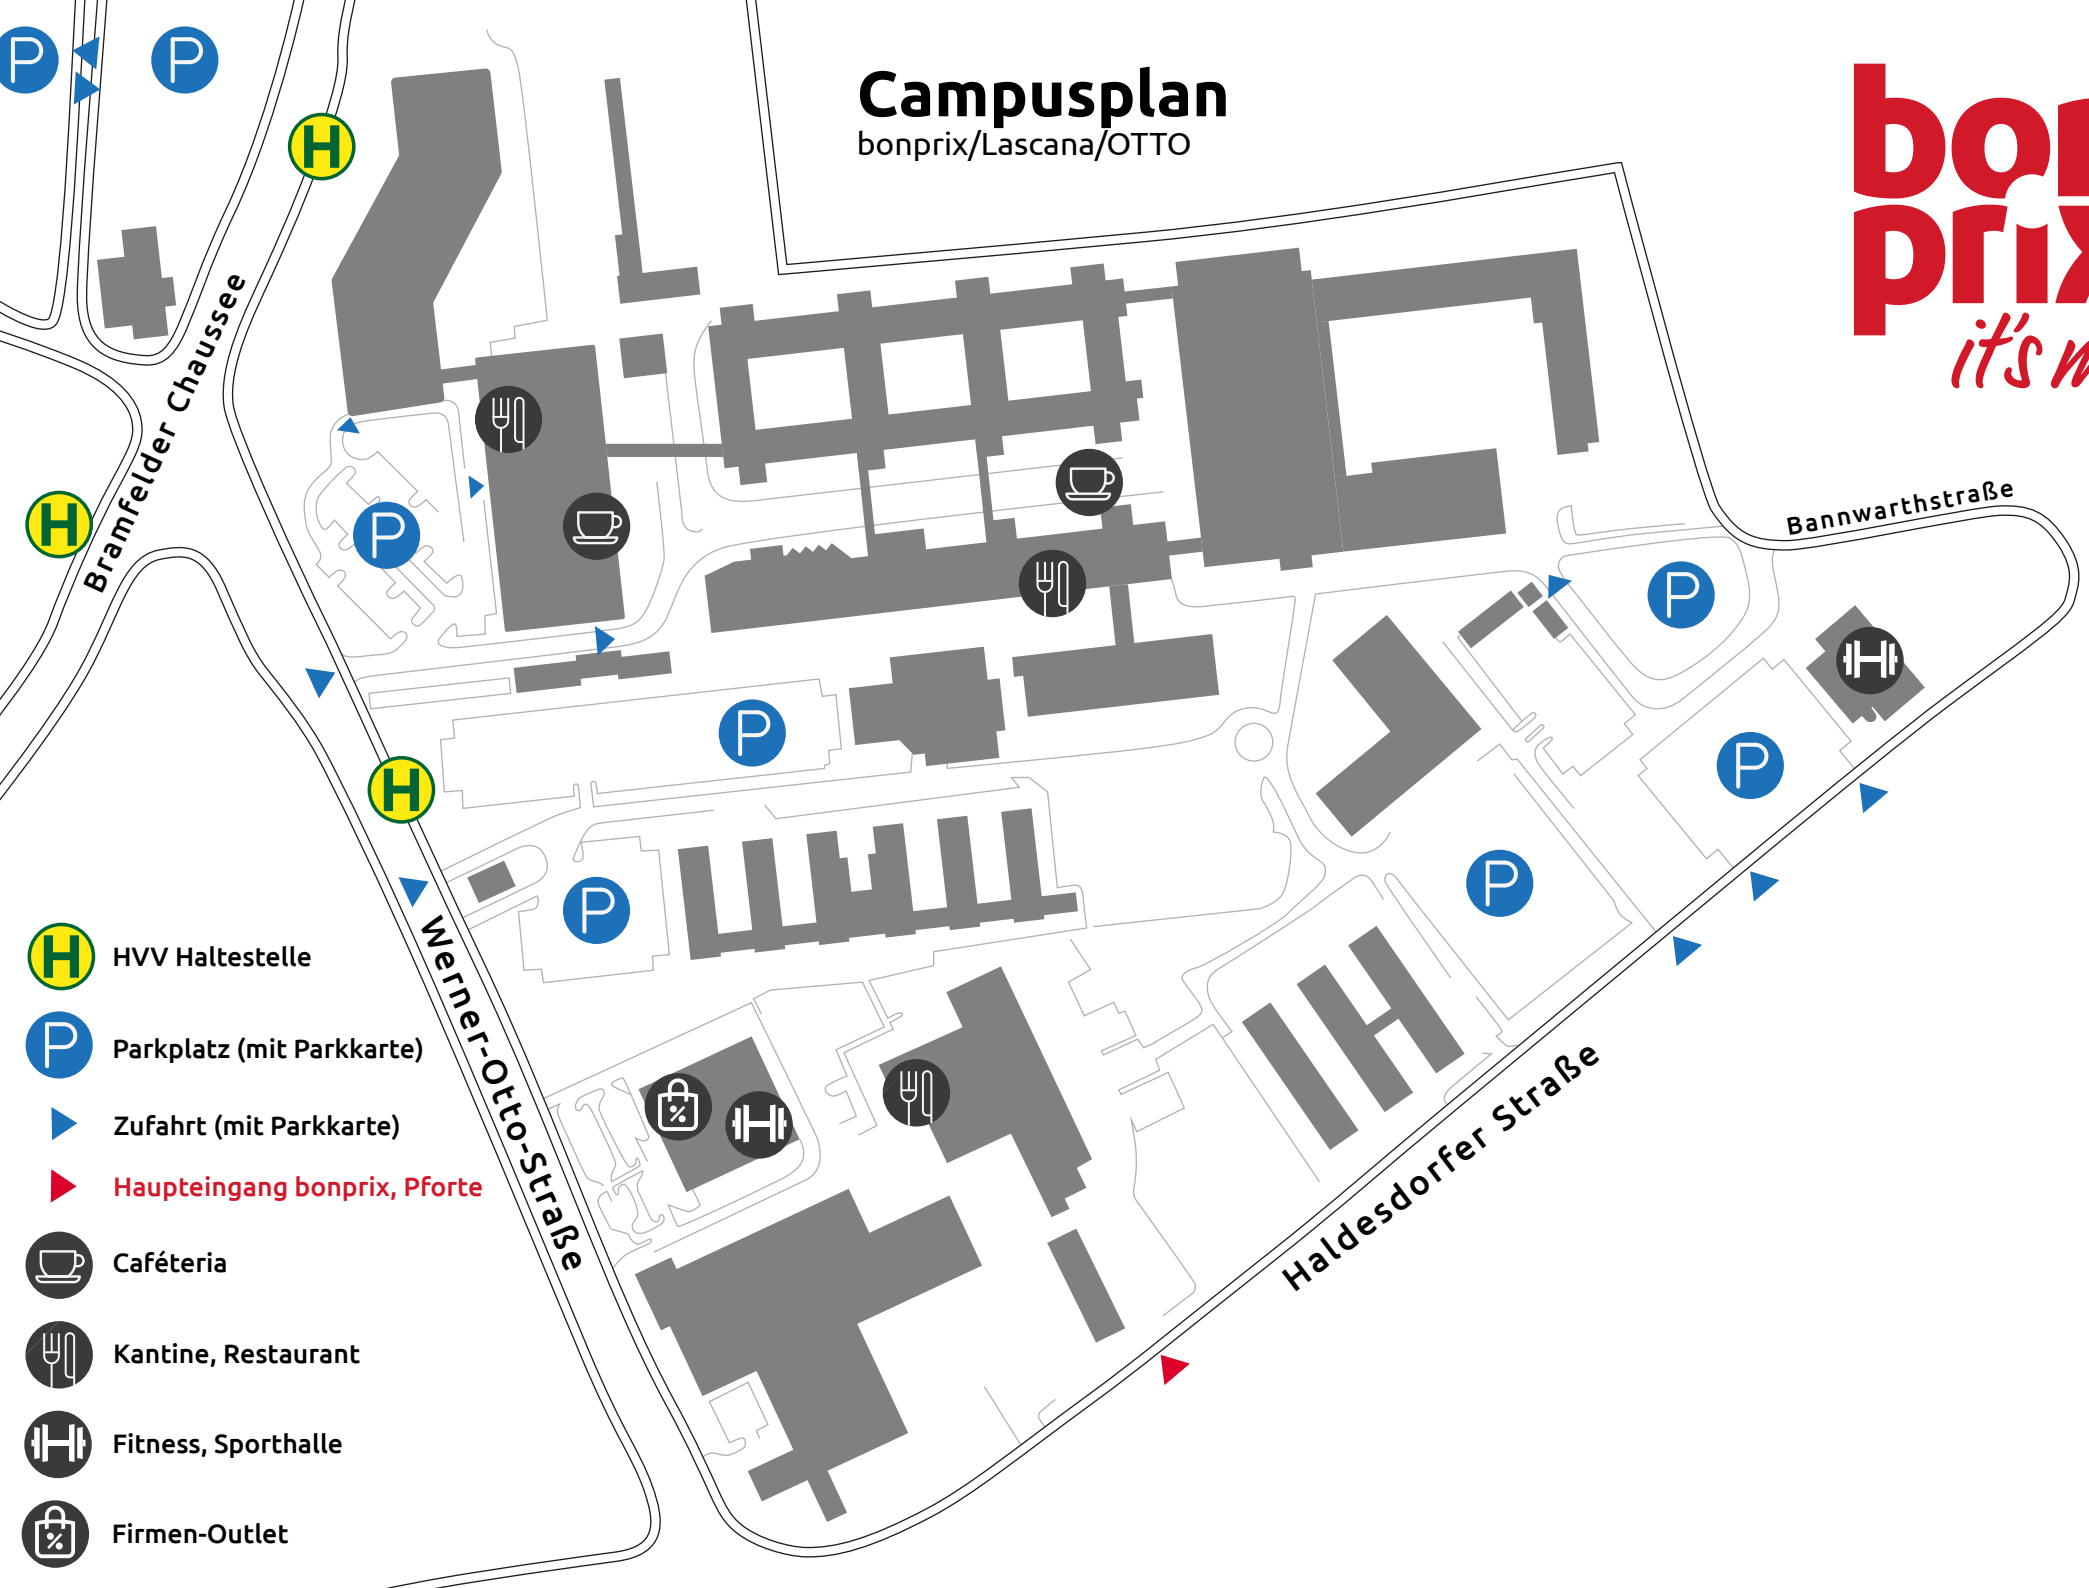 Campusplan
bonprix/Lascana/OTTO
bon
prix
it's
Bramfelder Chaussee
Bannwarthstraße
Werner-Otto-Straße
Haldesdorfer Straße
P
P
H
H
P
P
P
H
P
P
P
H HVV Haltestelle
P Parkplatz (mit Parkkarte)
Zufahrt (mit Parkkarte)
Haupteingang bonprix, Pforte
Caféteria
Kantine, Restaurant
Fitness, Sporthalle
% Firmen-Outlet
%